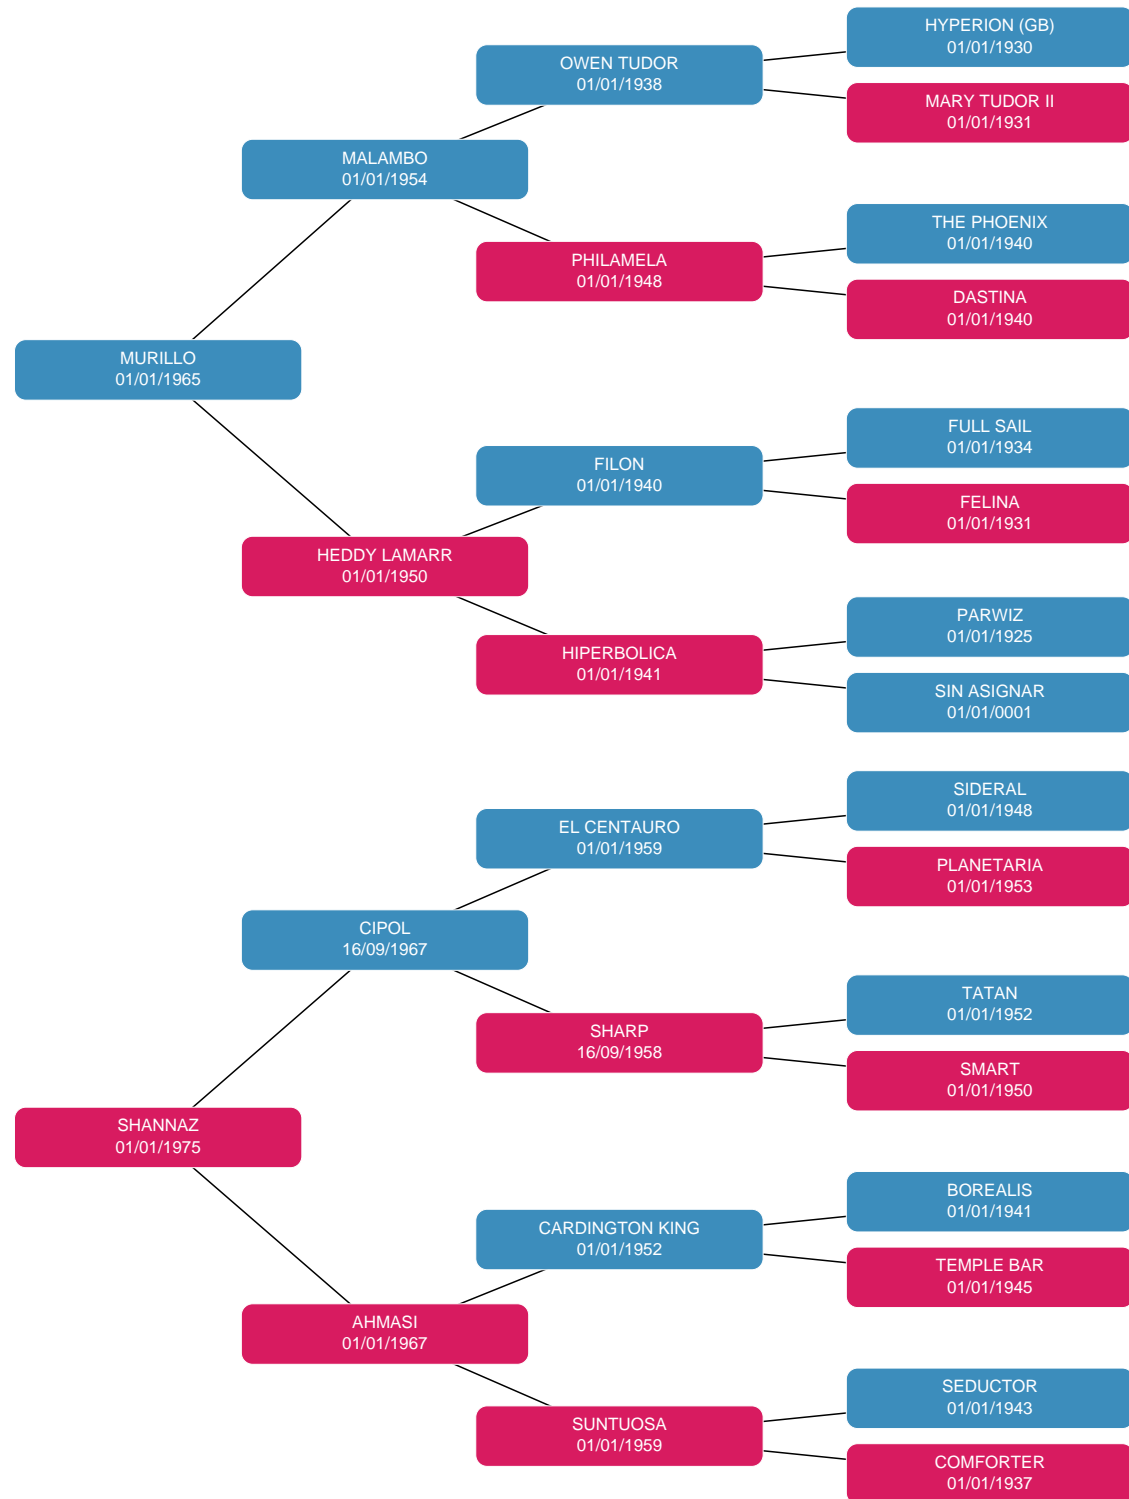 HYPERION (GB)
01/01/1930
OWEN TUDOR
01/01/1938
MARY TUDOR II
01/01/1931
MALAMBO
01/01/1954
THE PHOENIX
01/01/1940
PHILAMELA
01/01/1948
DASTINA
01/01/1940
MURILLO
01/01/1965
FULL SAIL
01/01/1934
FILON
01/01/1940
FELINA
01/01/1931
HEDDY LAMARR
01/01/1950
PARWIZ
01/01/1925
HIPERBOLICA
01/01/1941
SIN ASIGNAR
01/01/0001
SIDERAL
01/01/1948
EL CENTAURO
01/01/1959
PLANETARIA
01/01/1953
CIPOL
16/09/1967
TATAN
01/01/1952
SHARP
16/09/1958
SMART
01/01/1950
SHANNAZ
01/01/1975
BOREALIS
01/01/1941
CARDINGTON KING
01/01/1952
TEMPLE BAR
01/01/1945
AHMASI
01/01/1967
SEDUCTOR
01/01/1943
SUNTUOSA
01/01/1959
COMFORTER
01/01/1937